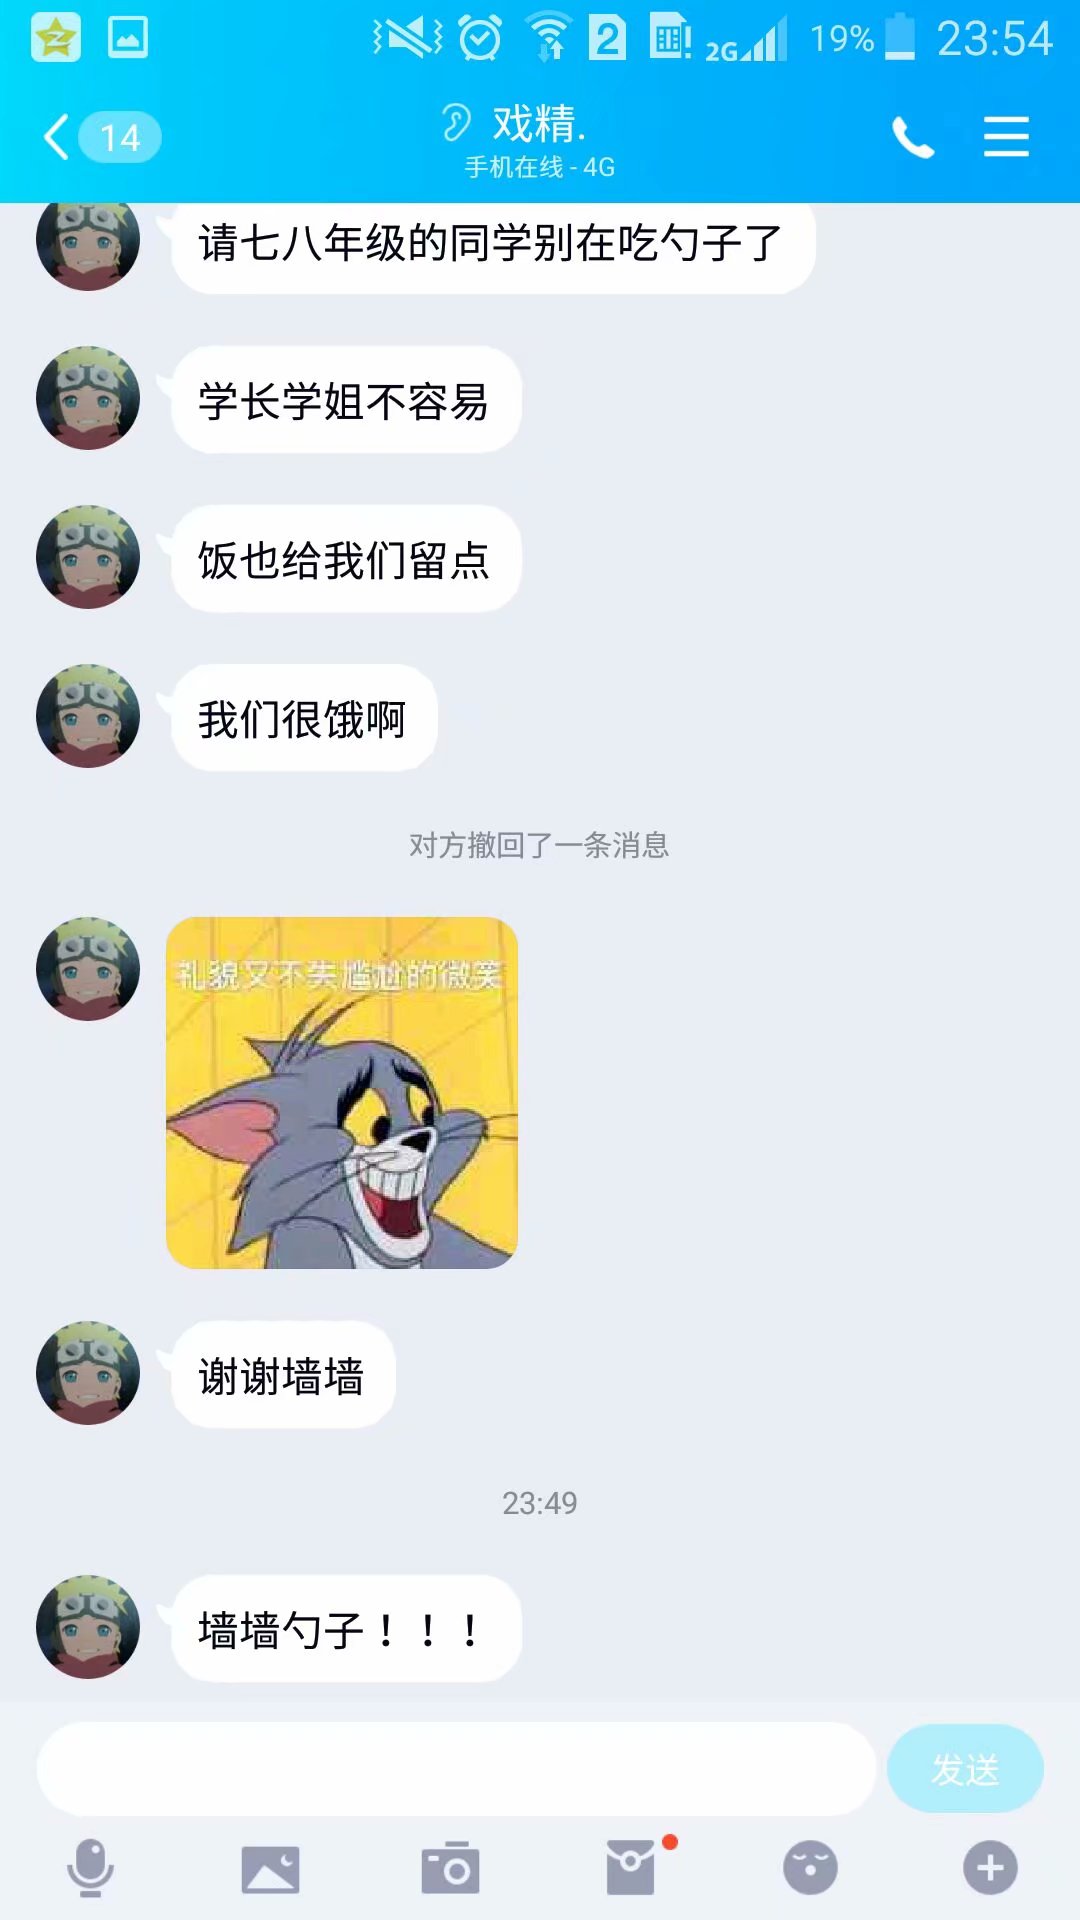 2
2G
19%
23:54
14
戏精.
手机在线 - 4G
请七八年级的同学别在吃勺子了
学长学姐不容易
饭也给我们留点
我们很饿啊
对方撤回了一条消息
礼貌又不失尴尬的微笑
谢谢墙墙
23:49
墙墙勺子！！！
发送